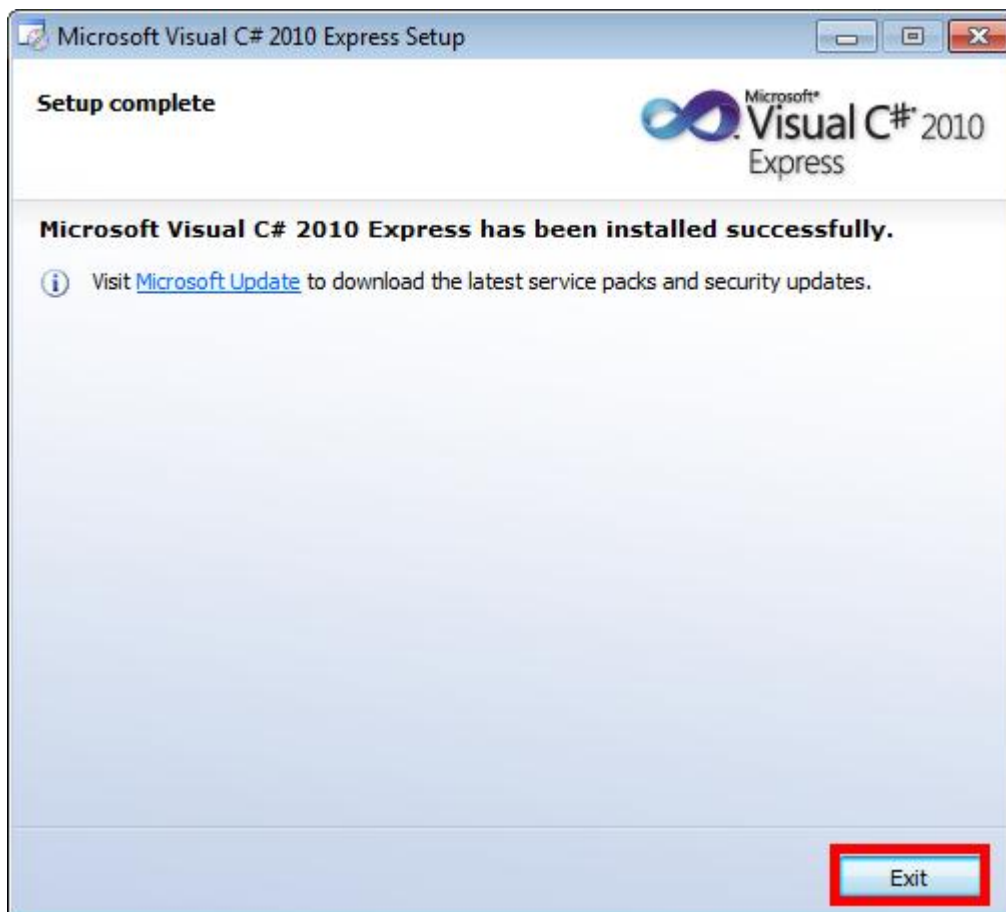 Microsoft Visual C# 2010 Express Setup
Setup complete
Microsoft®
Visual C#® 2010
Express
Microsoft Visual C# 2010 Express has been installed successfully.
Visit Microsoft Update to download the latest service packs and security updates.
Exit